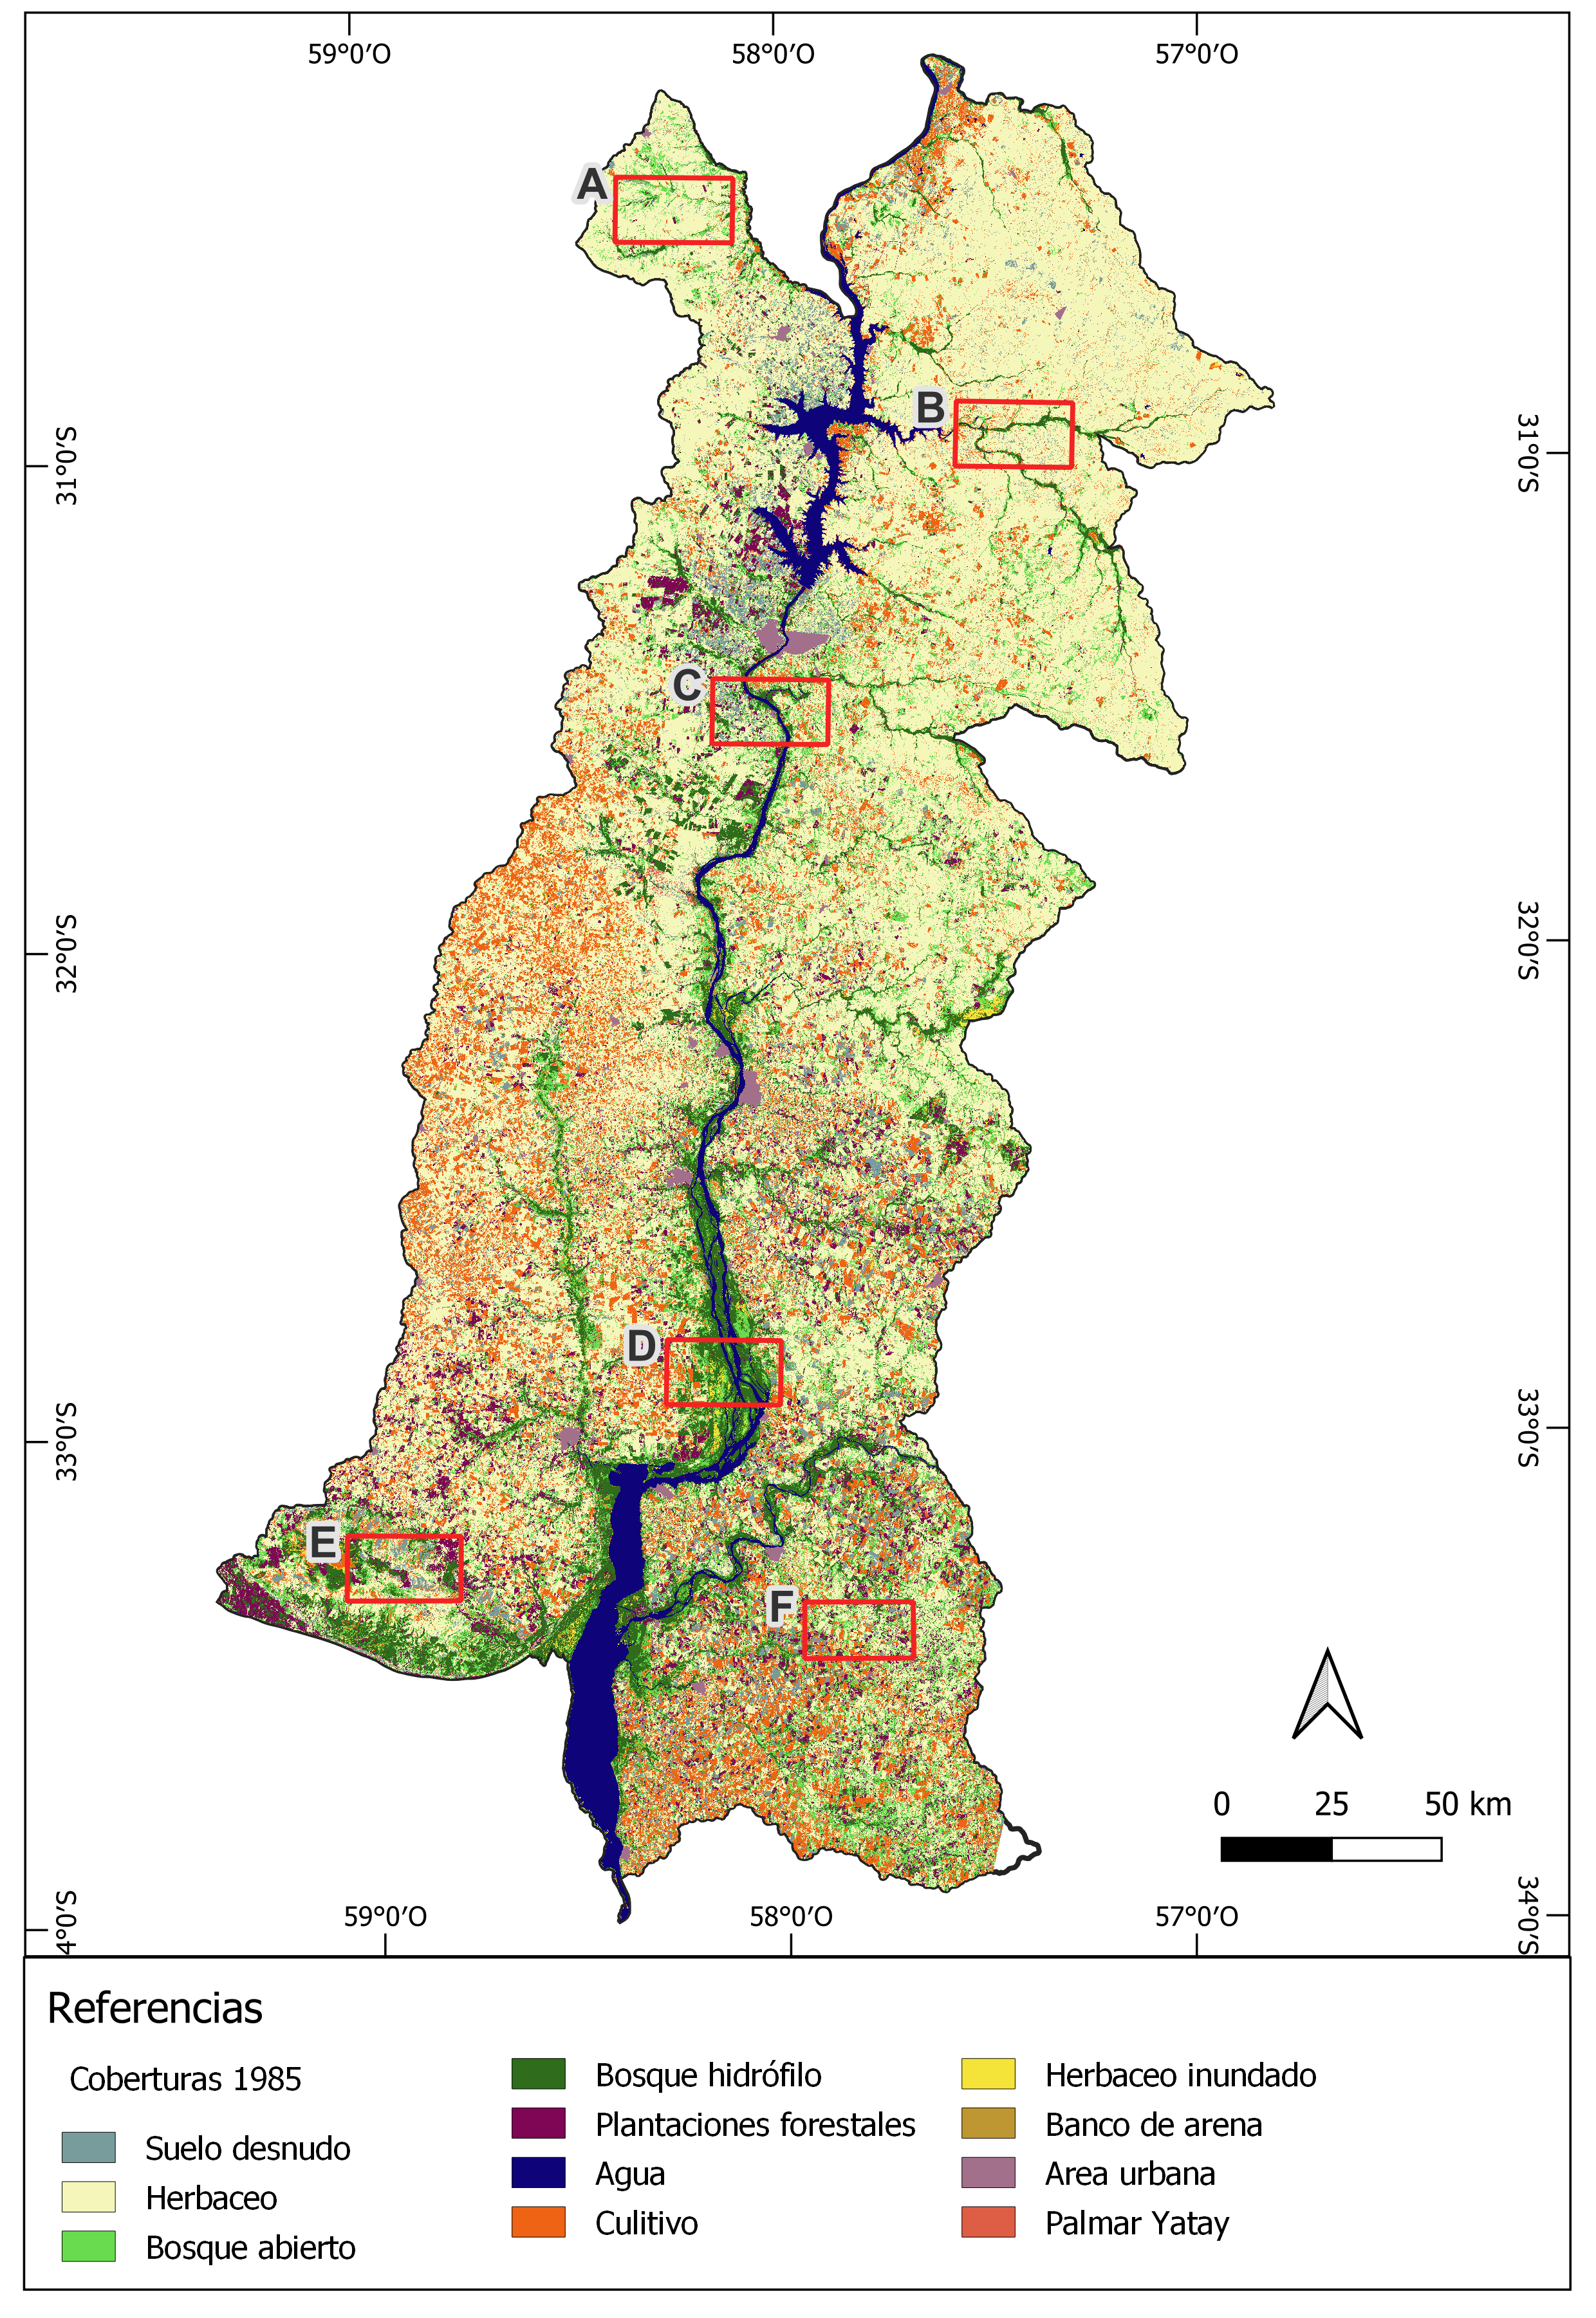 59°0′O 58°0′O 57°0′O
A
B
31°0′S 31°0′S
C
32°0′S 32°0′S
D
33°0′S 33°0′S
E
F
0 25 50 km
4°0′S 34°0′S
59°0′O 58°0′O 57°0′O
Referencias
Coberturas 1985
Suelo desnudo
Herbaceo
Bosque abierto
Bosque hidrófilo
Plantaciones forestales
Agua
Culitivo
Herbaceo inundado
Banco de arena
Area urbana
Palmar Yatay